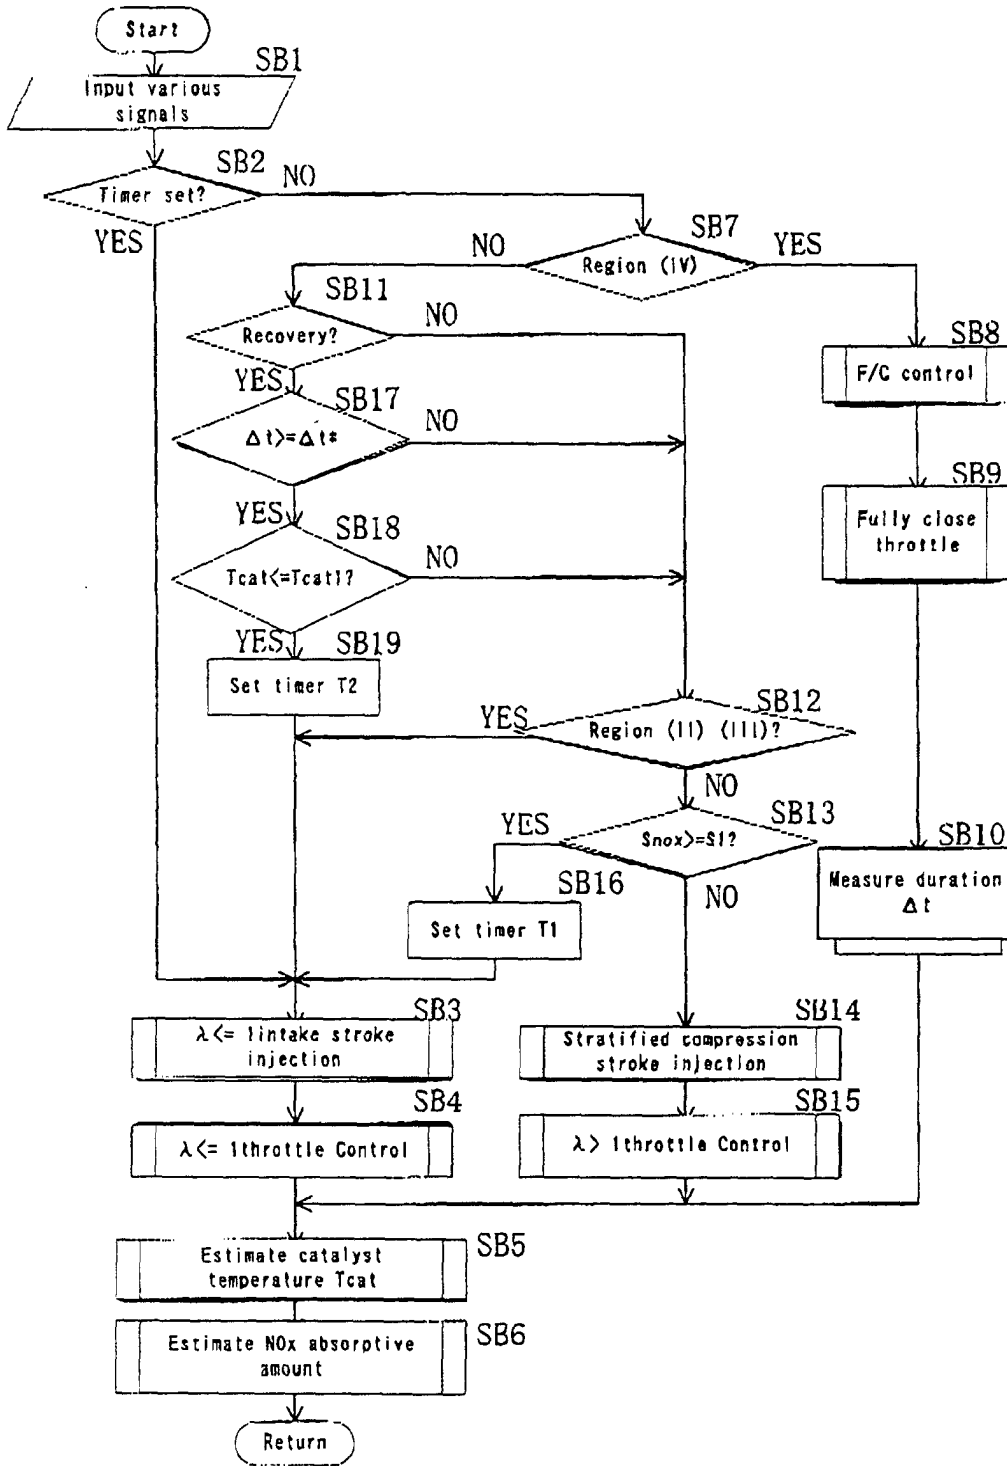 Start
SB1
Input various
signals
SB2
NO
Timer set?
YES
SB7
NO
YES
Region (IV)
SB11
Recovery?
NO
YES
SB8
F/C control
SB17
Δt>=Δt*
NO
YES
SB9
Fully close
throttle
SB18
Tcat<=Tcat1?
NO
YES
SB19
Set timer T2
SB12
YES
Region (II) (III)?
NO
SB13
YES
Snox>=S1?
NO
SB10
Measure duration
Δt
SB16
Set timer T1
SB3
λ<= 1intake stroke
injection
SB14
Stratified compression
stroke injection
SB4
λ<= 1throttle Control
SB15
λ> 1throttle Control
SB5
Estimate catalyst
temperature Tcat
SB6
Estimate NOx absorptive
amount
Return